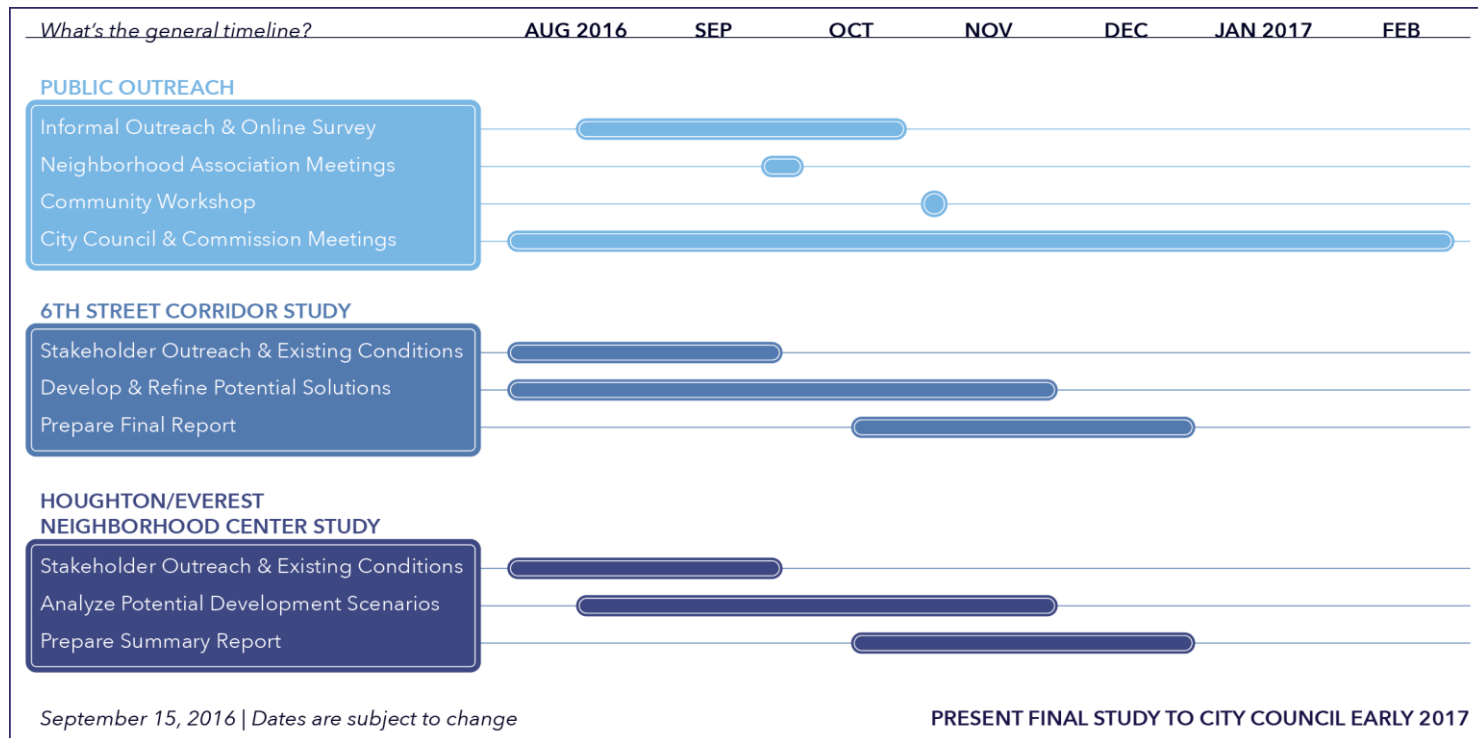 What's the general timeline? AUG 2016 SEP OCT NOV DEC JAN 2017 FEB
PUBLIC OUTREACH
Informal Outreach & Online Survey
Neighborhood Association Meetings
Community Workshop
City Council & Commission Meetings
6TH STREET CORRIDOR STUDY
Stakeholder Outreach & Existing Conditions
Develop & Refine Potential Solutions
Prepare Final Report
HOUGHTON/EVEREST
NEIGHBORHOOD CENTER STUDY
Stakeholder Outreach & Existing Conditions
Analyze Potential Development Scenarios
Prepare Summary Report
September 15, 2016 | Dates are subject to change PRESENT FINAL STUDY TO CITY COUNCIL EARLY 2017